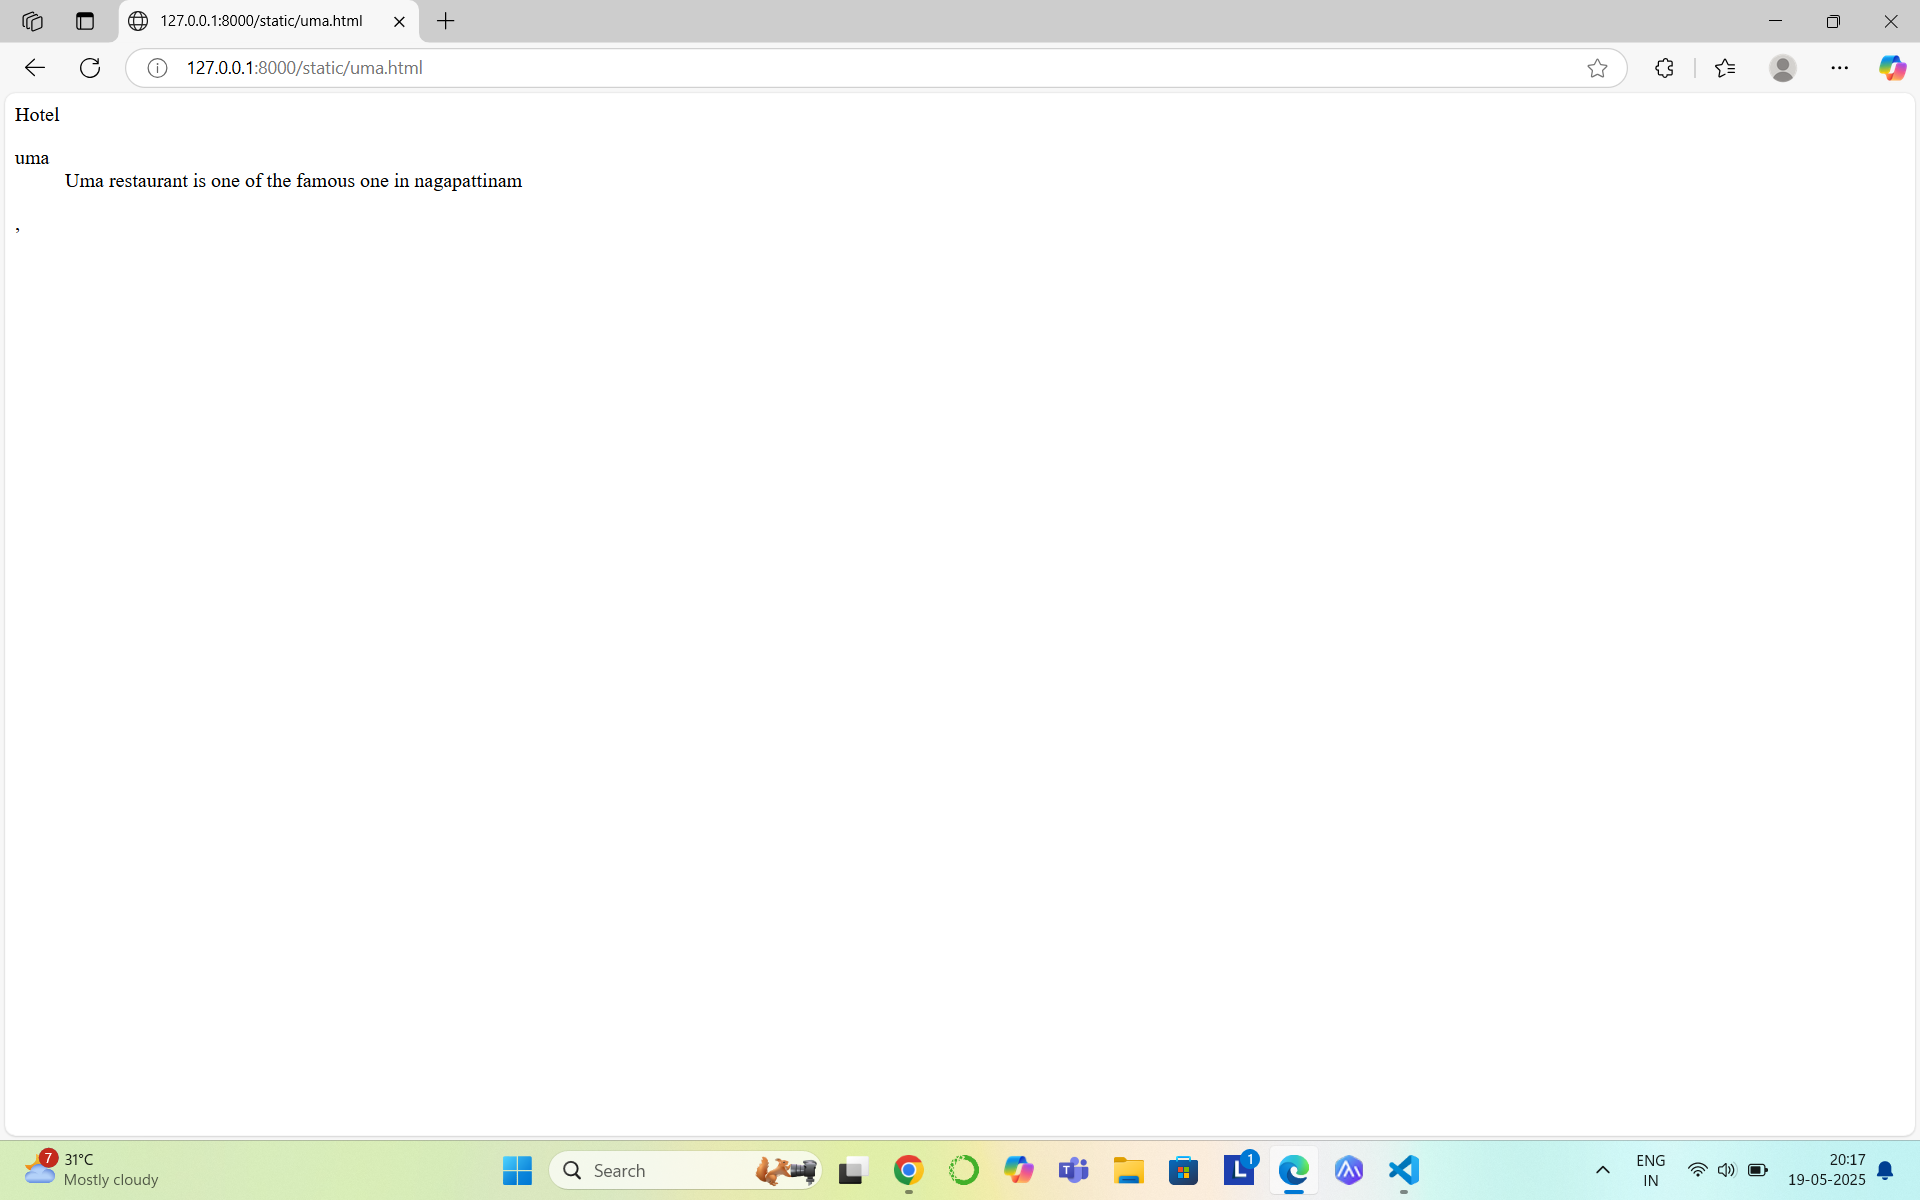 127.0.0.1:8000/static/uma.html
127.0.0.1:8000/static/uma.html
Hotel
uma
Uma restaurant is one of the famous one in nagapattinam
,
7
31°C
Mostly cloudy
Search
T
L
1
ENG
IN
20:17
19-05-2025